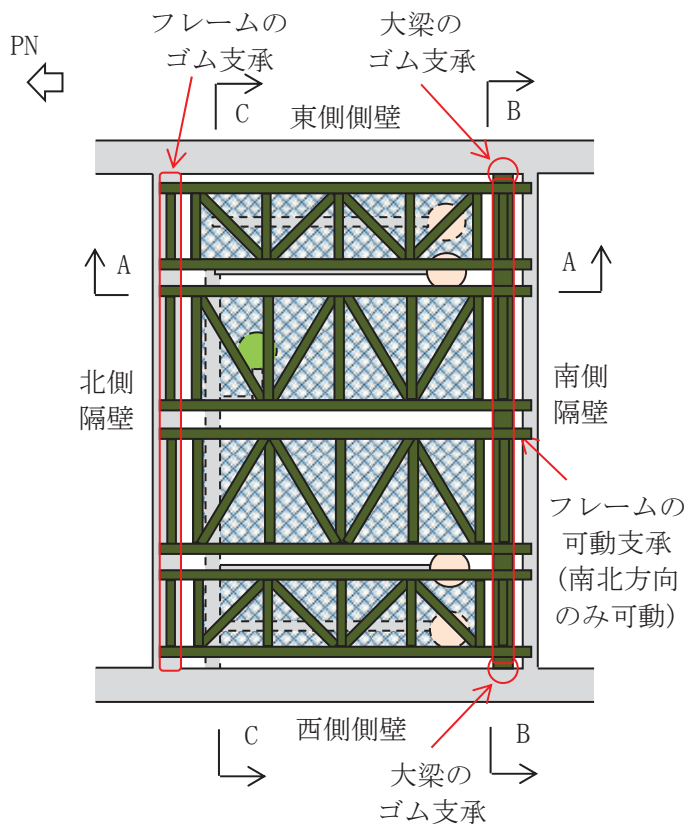 フレームの
ゴム支承
大梁の
ゴム支承
PN
C
B
東側側壁
A
A
北側
隔壁
南側
隔壁
フレームの
可動支承
(南北方向
のみ可動)
C
西側側壁
B
大梁の
ゴム支承